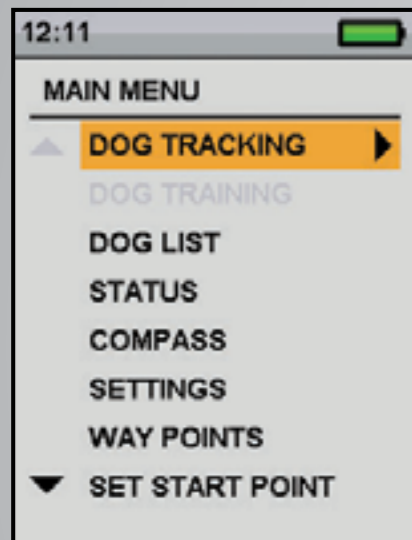 12:11
MAIN MENU
DOG TRACKING
DOG TRAINING
DOG LIST
STATUS
COMPASS
SETTINGS
WAY POINTS
SET START POINT